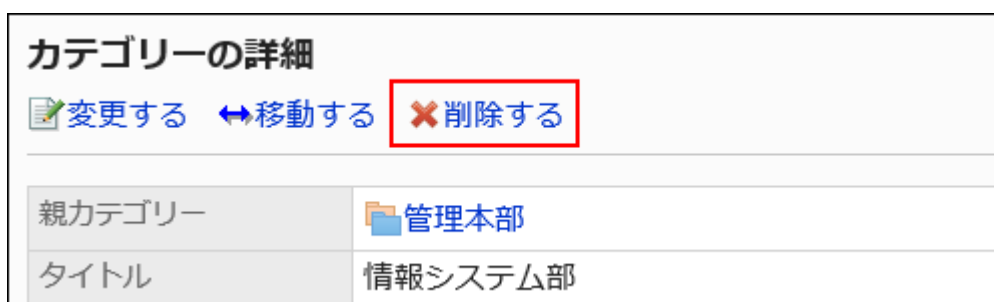 カテゴリーの詳細
変更する 移動する 削除する
親カテゴリー 管理本部
タイトル 情報システム部